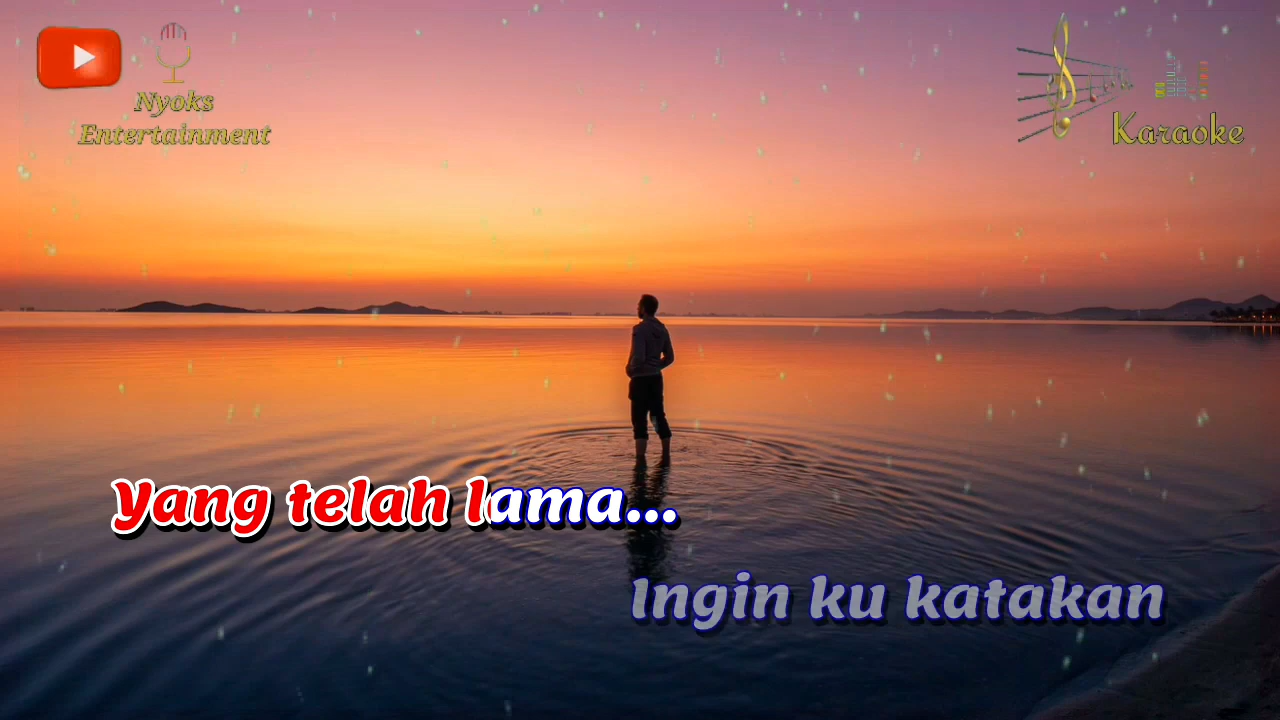 Nyoks
Entertainment
Karaoke
Yang telah lama...
Ingin ku katakan